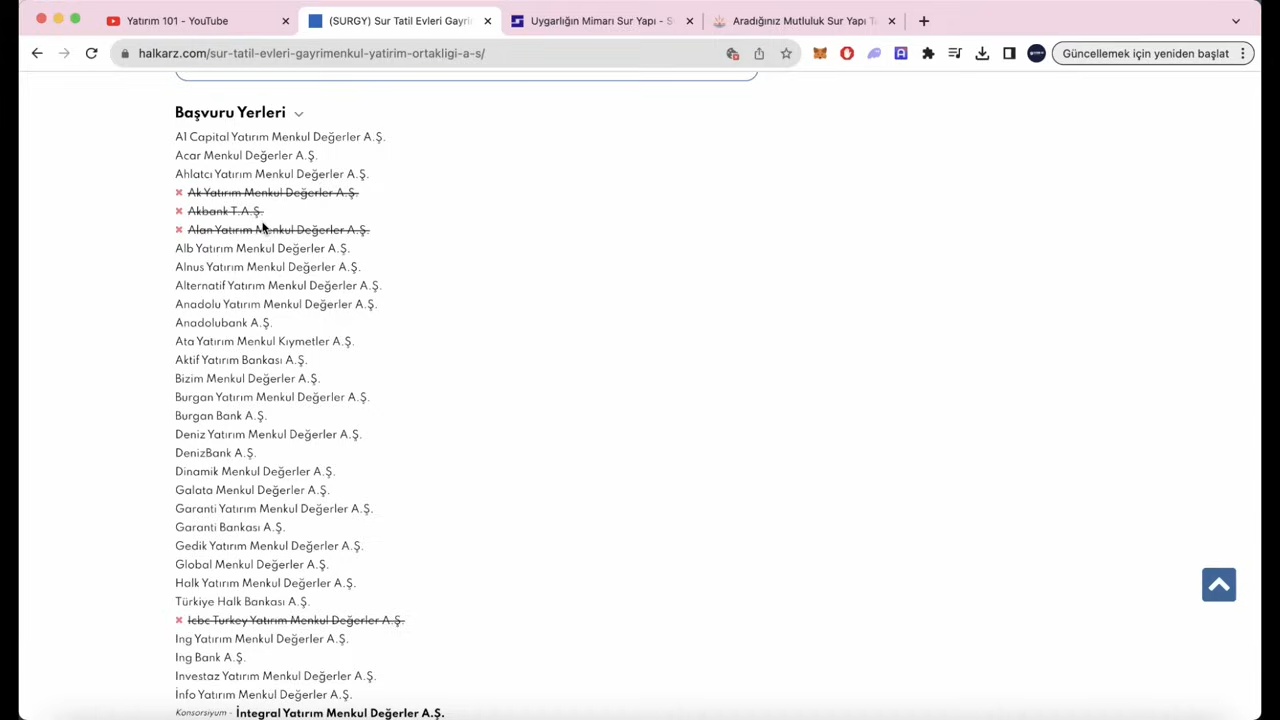 Yatırım 101 - YouTube
(SURGY) Sur Tatil Evleri Gayri
Uygarlığın Mimarı Sur Yapı - S
Aradığınız Mutluluk Sur Yapı T
halkarz.com/sur-tatil-evleri-gayrimenkul-yatirim-ortakligi-a-s/
Güncellemek için yeniden başlat
Başvuru Yerleri
A1 Capital Yatırım Menkul Değerler A.Ş.
Acar Menkul Değerler A.Ş.
Ahlatcı Yatırım Menkul Değerler A.Ş.
Ak Yatırım Menkul Değerler A.Ş.
Akbank T.A.Ş.
Alan Yatırım Menkul Değerler A.Ş.
Alb Yatırım Menkul Değerler A.Ş.
Alnus Yatırım Menkul Değerler A.Ş.
Alternatif Yatırım Menkul Değerler A.Ş.
Anadolu Yatırım Menkul Değerler A.Ş.
Anadolubank A.Ş.
Ata Yatırım Menkul Kıymetler A.Ş.
Aktif Yatırım Bankası A.Ş.
Bizim Menkul Değerler A.Ş.
Burgan Yatırım Menkul Değerler A.Ş.
Burgan Bank A.Ş.
Deniz Yatırım Menkul Değerler A.Ş.
DenizBank A.Ş.
Dinamik Menkul Değerler A.Ş.
Galata Menkul Değerler A.Ş.
Garanti Yatırım Menkul Değerler A.Ş.
Garanti Bankası A.Ş.
Gedik Yatırım Menkul Değerler A.Ş.
Global Menkul Değerler A.Ş.
Halk Yatırım Menkul Değerler A.Ş.
Türkiye Halk Bankası A.Ş.
Icbc Turkey Yatırım Menkul Değerler A.Ş.
Ing Yatırım Menkul Değerler A.Ş.
Ing Bank A.Ş.
Investaz Yatırım Menkul Değerler A.Ş.
İnfo Yatırım Menkul Değerler A.Ş.
Konsorsiyum - İntegral Yatırım Menkul Değerler A.Ş.